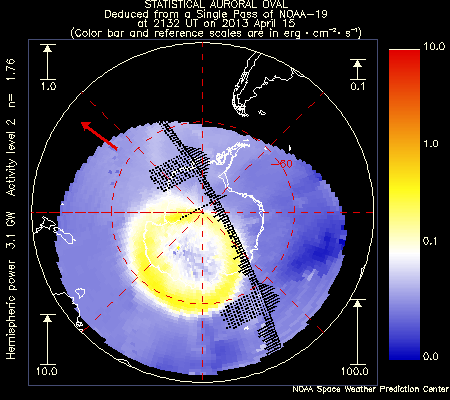 STATISTICAL AURORAL OVAL
Deduced from a Single Pass of NOAA-19
at 2132 UT on 2013 April 15
(Color bar and reference scales are in erg · cm⁻² · s⁻¹)
1.0
0.1
10.0
1.0
0.1
0.0
-60
Hemispheric power 3.1 GW Activity level 2 n= 1.76
10.0
100.0
NOAA Space Weather Prediction Center